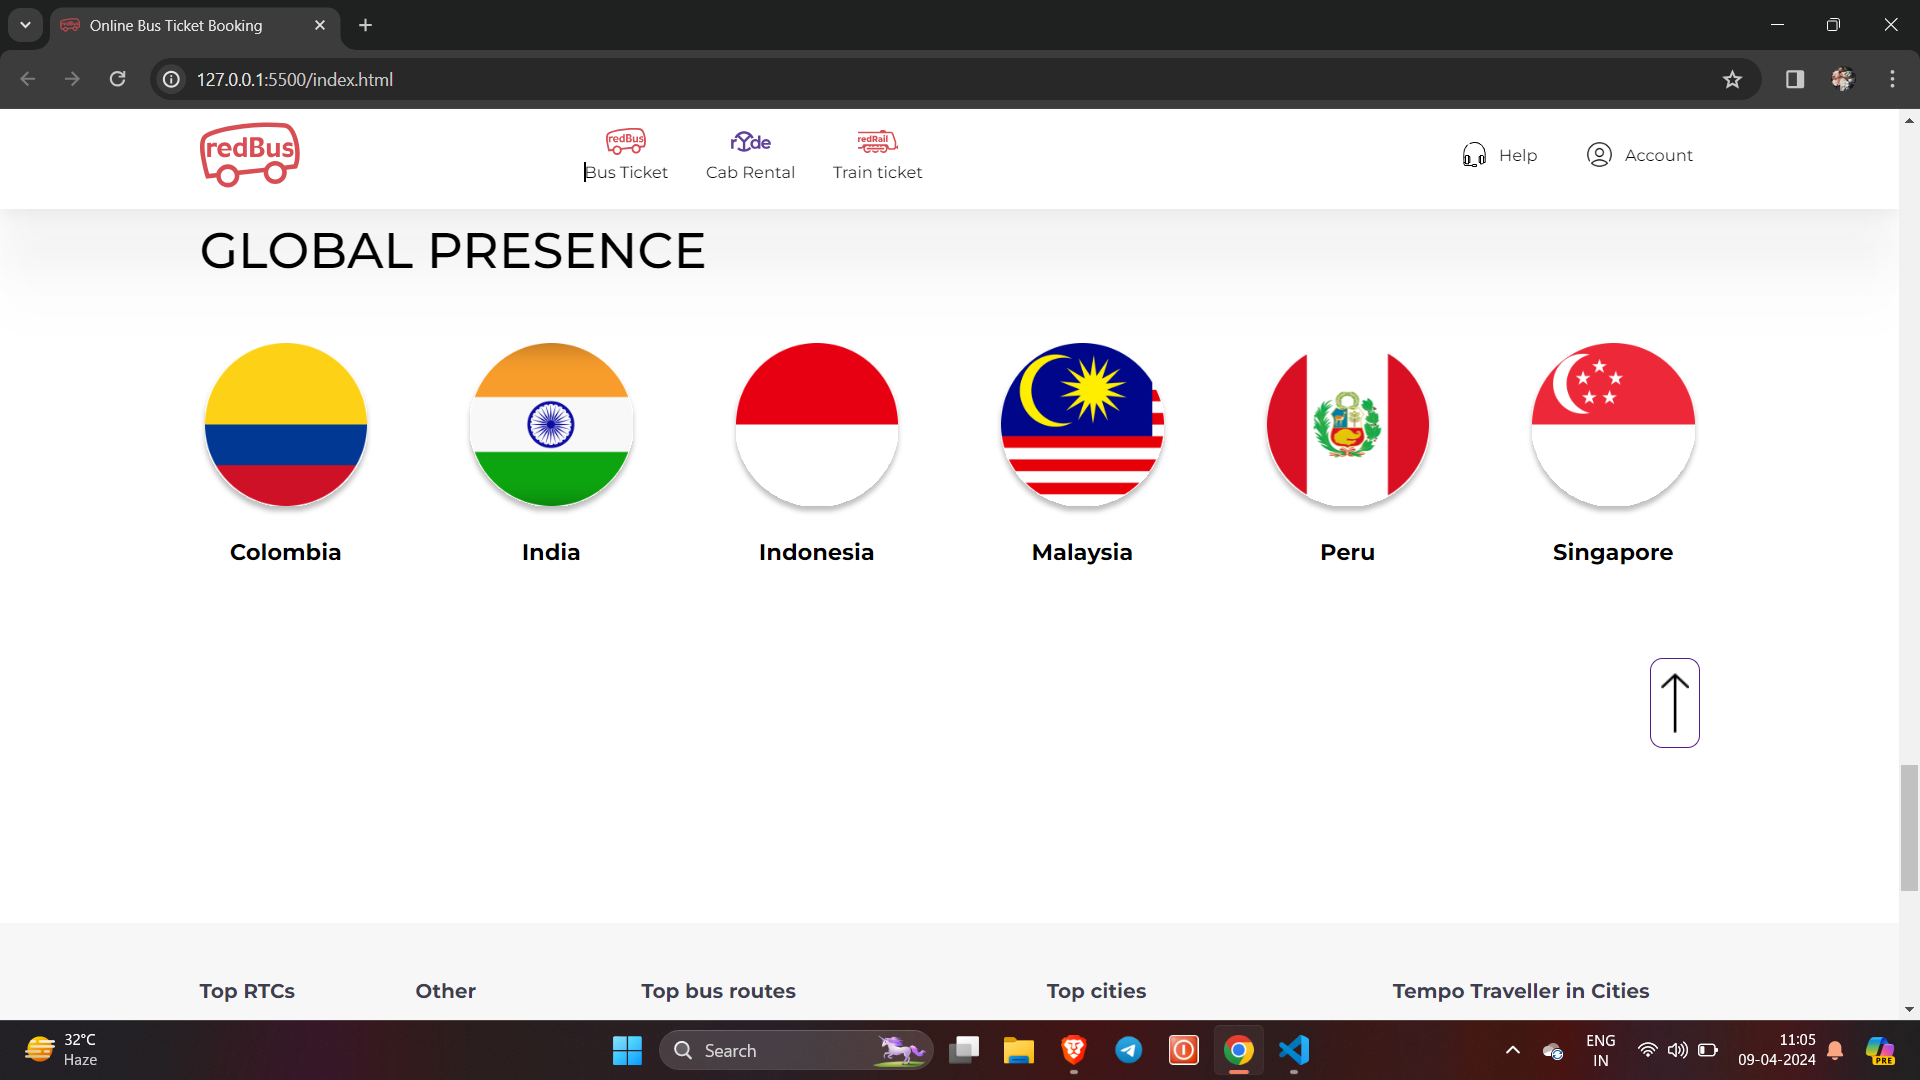 Online Bus Ticket Booking
127.0.0.1:5500/index.html
redBus
redBus
Bus Ticket
rYde
Cab Rental
redRail
Train ticket
Help
Account
GLOBAL PRESENCE
Colombia
India
Indonesia
Malaysia
Peru
Singapore
Top RTCs
Other
Top bus routes
Top cities
Tempo Traveller in Cities
32°C
Haze
Search
ENG
IN
11:05
09-04-2024
PRE